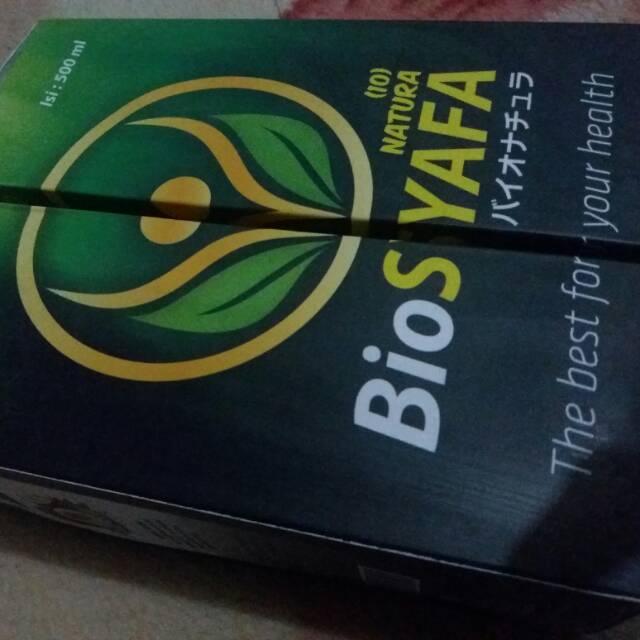 Isi : 500 ml
(IO)
NATURA
BioSYAFA
バイオナチュラ
The best for your health